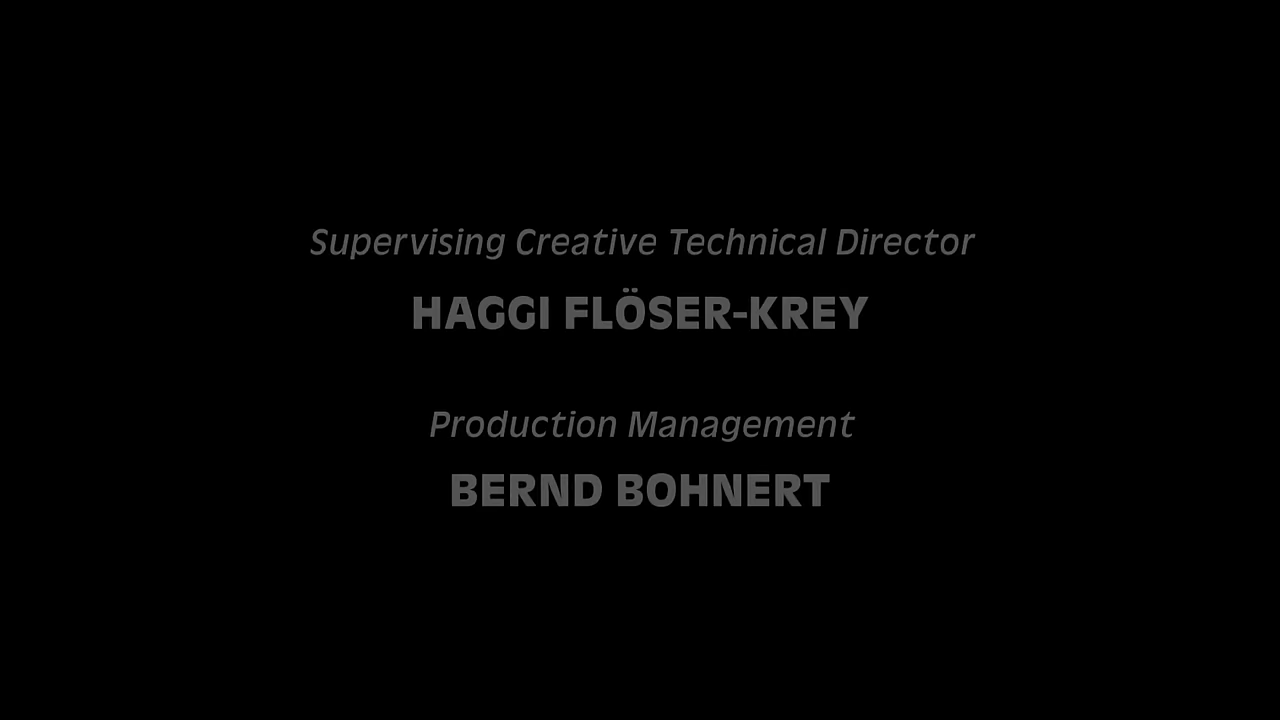 Supervising Creative Technical Director
HAGGI FLÖSER-KREY
Production Management
BERND BOHNERT